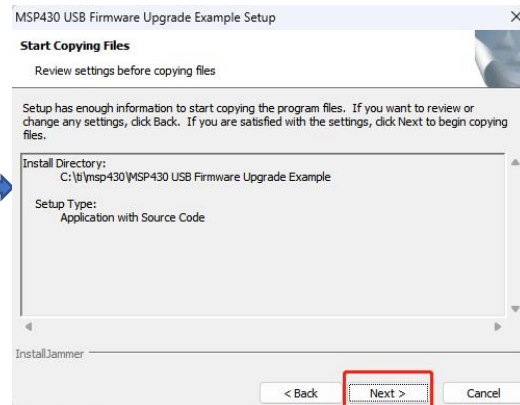 MSP430 USB Firmware Upgrade Example Setup
Start Copying Files
Review settings before copying files
Setup has enough information to start copying the program files. If you want to review or
change any settings, click Back. If you are satisfied with the settings, click Next to begin copying
files.
Install Directory:
C:\ti\msp430\MSP430 USB Firmware Upgrade Example
Setup Type:
Application with Source Code
InstallJammer
< Back Next > Cancel